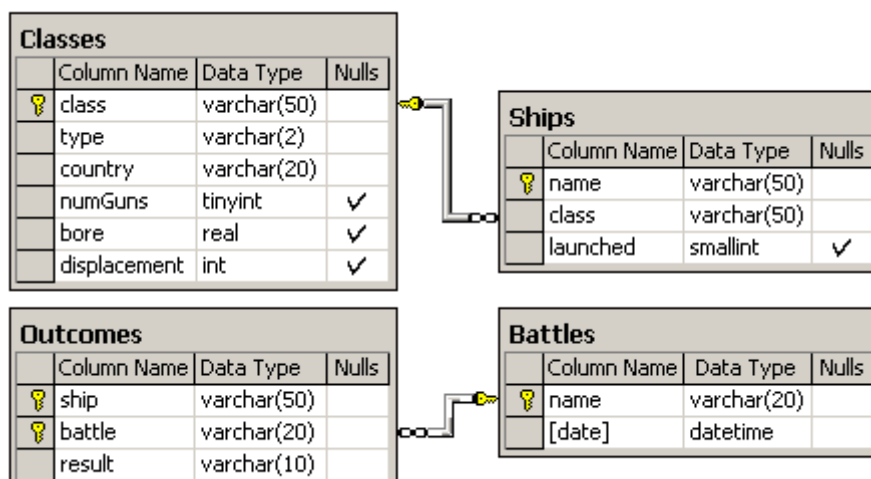 Classes
Column Name Data Type Nulls
class varchar(50)
type varchar(2)
country varchar(20)
numGuns tinyint
bore real
displacement int
Ships
Column Name Data Type Nulls
name varchar(50)
class varchar(50)
launched smallint
Outcomes
Column Name Data Type Nulls
ship varchar(50)
battle varchar(20)
result varchar(10)
Battles
Column Name Data Type Nulls
name varchar(20)
[date] datetime